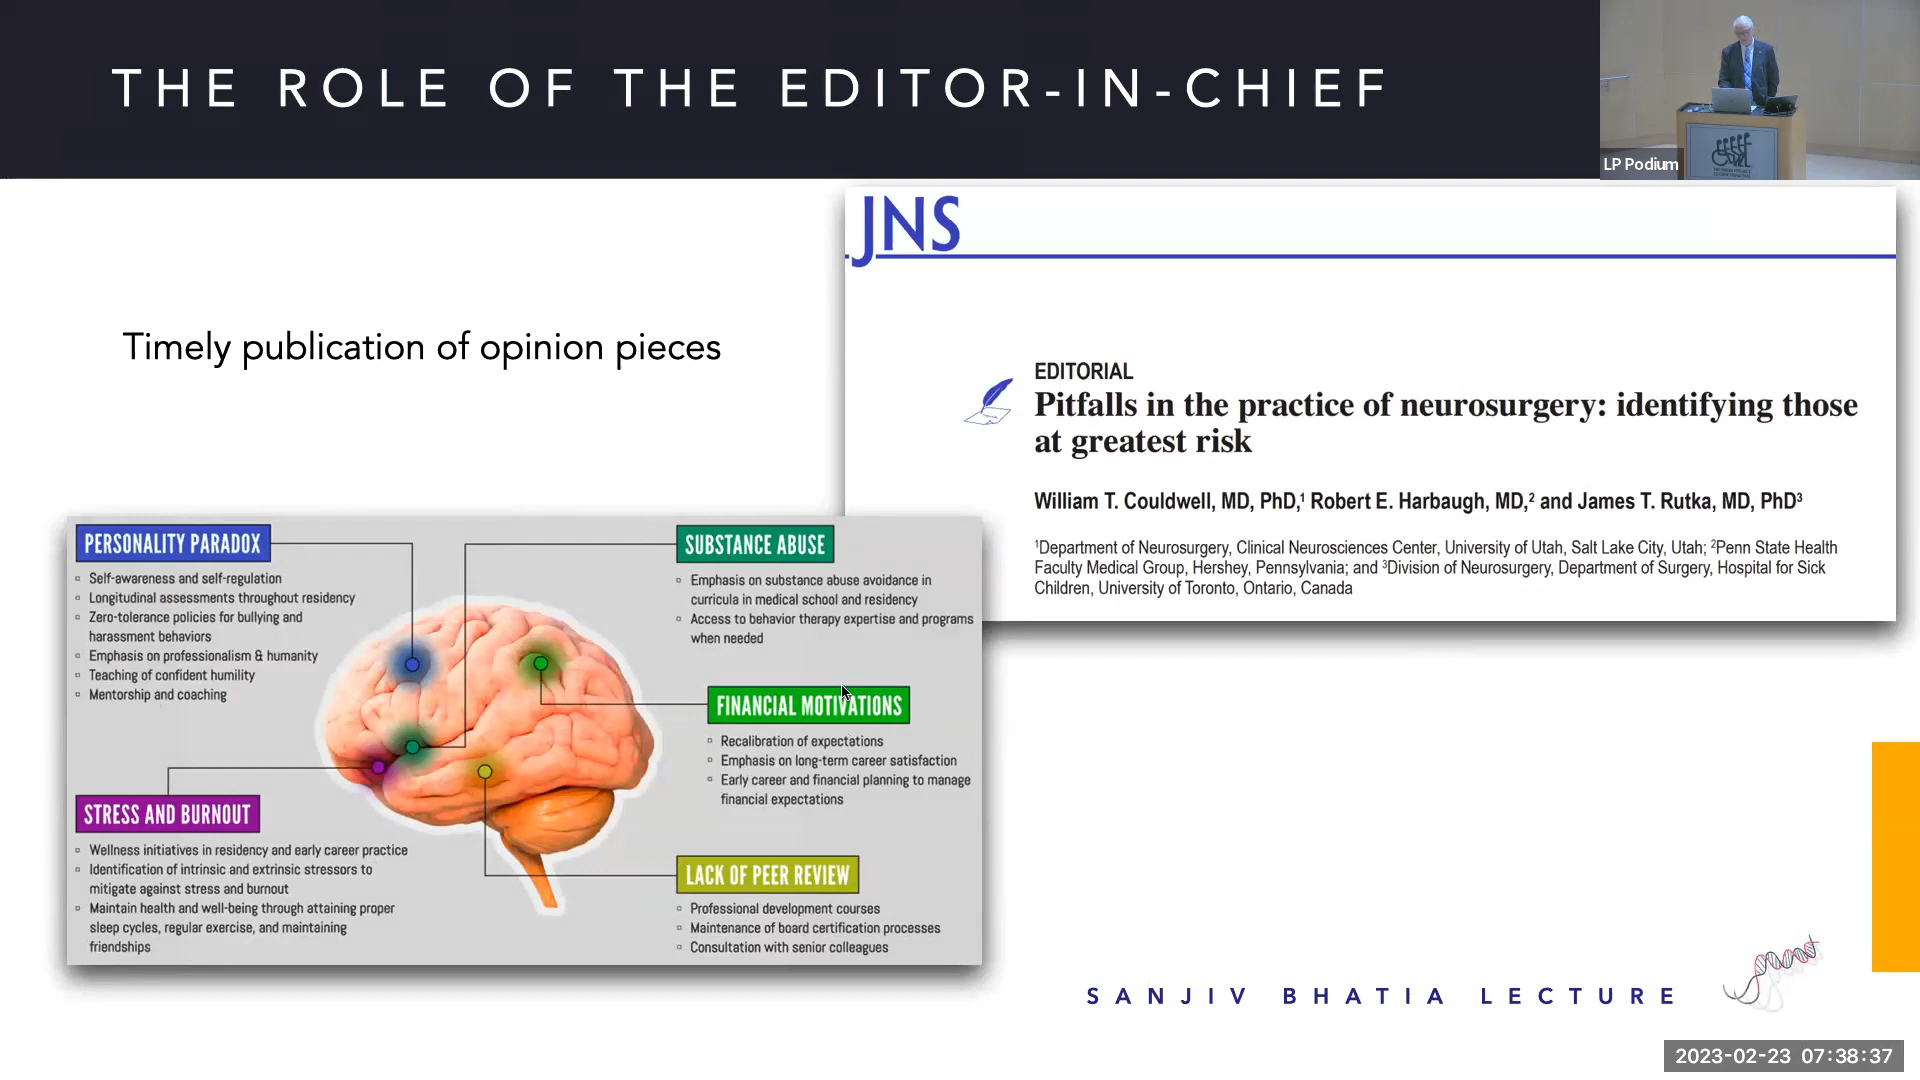 THE ROLE OF THE EDITOR-IN-CHIEF
LP Podium
Timely publication of opinion pieces
JNS
EDITORIAL
Pitfalls in the practice of neurosurgery: identifying those
at greatest risk
William T. Couldwell, MD, PhD,¹ Robert E. Harbaugh, MD,² and James T. Rutka, MD, PhD³
¹Department of Neurosurgery, Clinical Neurosciences Center, University of Utah, Salt Lake City, Utah; ²Penn State Health
Faculty Medical Group, Hershey, Pennsylvania; and ³Division of Neurosurgery, Department of Surgery, Hospital for Sick
Children, University of Toronto, Ontario, Canada
PERSONALITY PARADOX
Self-awareness and self-regulation
Longitudinal assessments throughout residency
Zero-tolerance policies for bullying and
harassment behaviors
Emphasis on professionalism & humanity
Teaching of confident humility
Mentorship and coaching
STRESS AND BURNOUT
Wellness initiatives in residency and early career practice
Identification of intrinsic and extrinsic stressors to
mitigate against stress and burnout
Maintain health and well-being through attaining proper
sleep cycles, regular exercise, and maintaining
friendships
SUBSTANCE ABUSE
Emphasis on substance abuse avoidance in
curricula in medical school and residency
Access to behavior therapy expertise and programs
when needed
FINANCIAL MOTIVATIONS
Recalibration of expectations
Emphasis on long-term career satisfaction
Early career and financial planning to manage
financial expectations
LACK OF PEER REVIEW
Professional development courses
Maintenance of board certification processes
Consultation with senior colleagues
SANJIV BHATIA LECTURE
2023-02-23 07:38:37